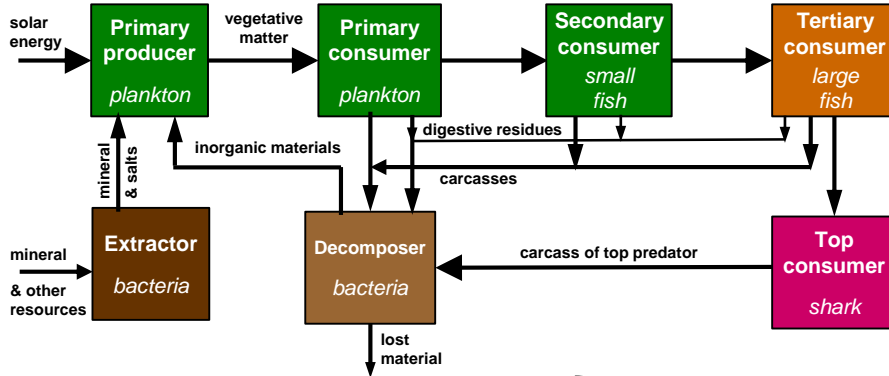 solar
energy
Primary
producer
plankton
vegetative
matter
Primary
consumer
plankton
Secondary
consumer
small
fish
Tertiary
consumer
large
fish
digestive residues
inorganic materials
carcasses
mineral
& salts
Extractor
bacteria
mineral
& other
resources
Decomposer
bacteria
carcass of top predator
Top
consumer
shark
lost
material